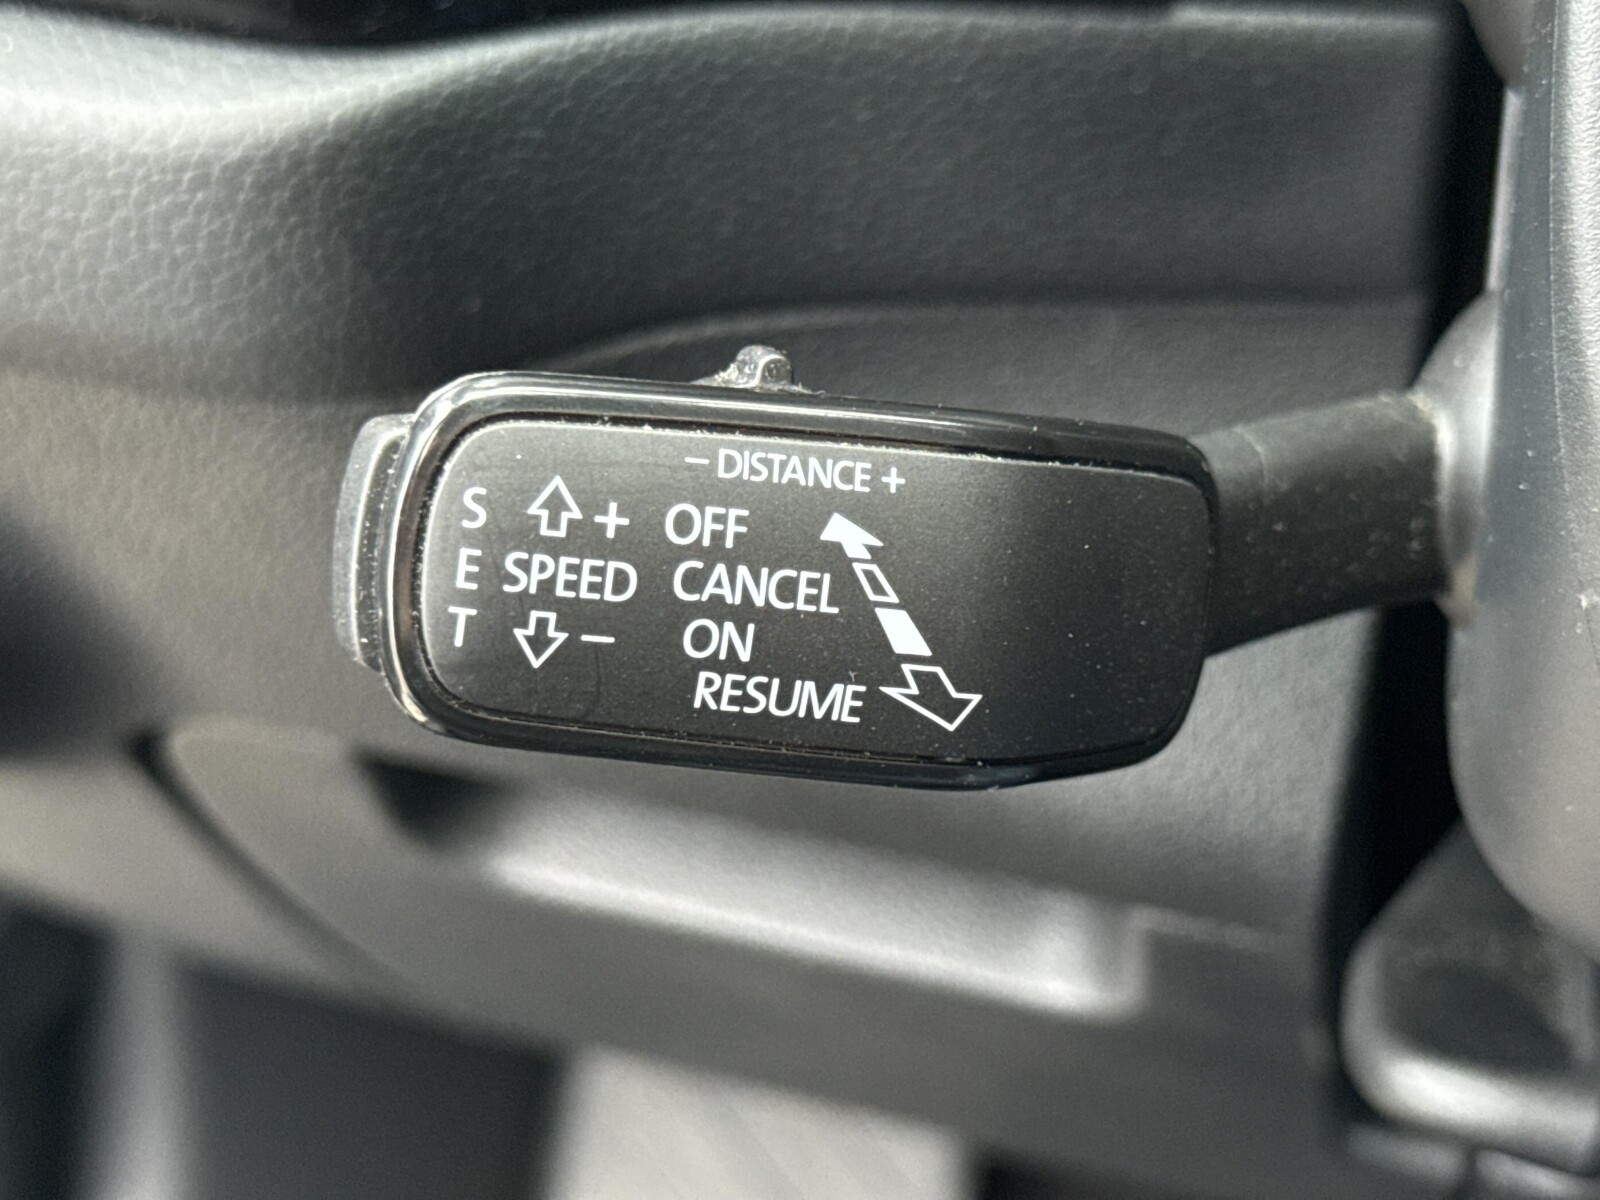 − DISTANCE +
S + OFF
E SPEED CANCEL
T − ON
RESUME